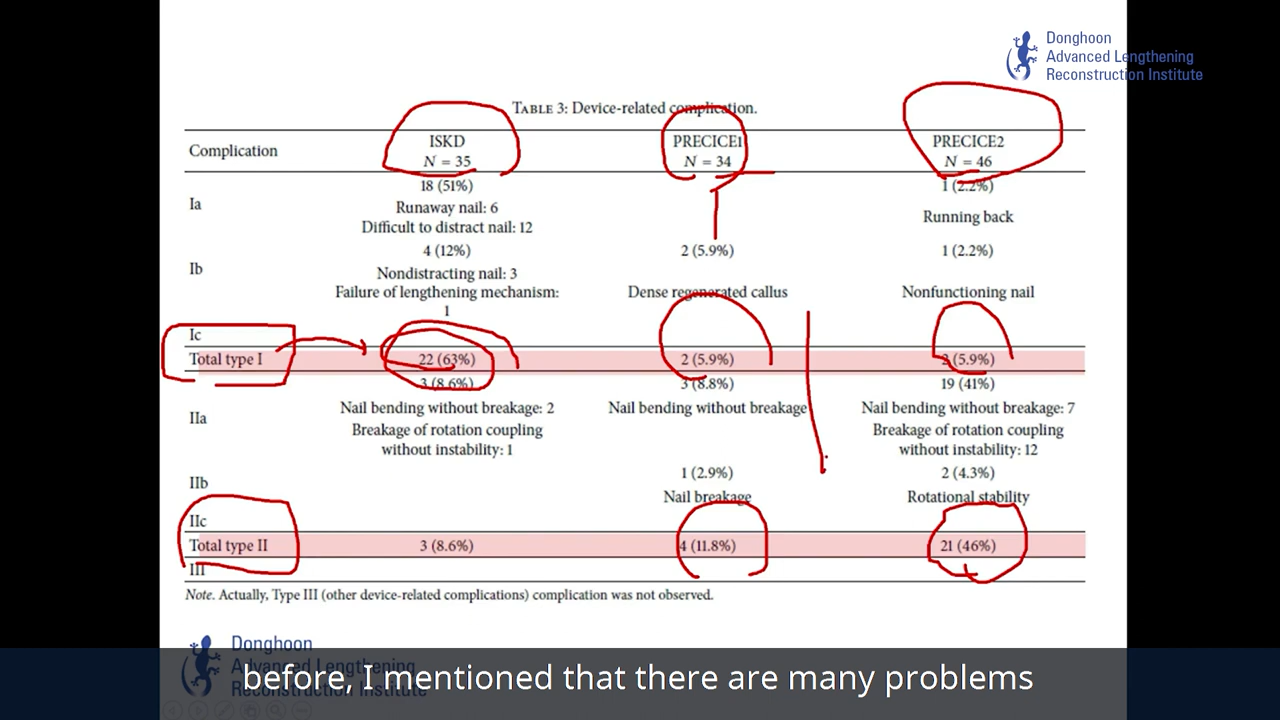 Donghoon
Advanced Lengthening
Reconstruction Institute
TABLE 3: Device-related complication.
Complication ISKD N = 35 PRECICE1 N = 34 PRECICE2 N = 46
Ia 18 (51%) 1 (2.2%)
Runaway nail: 6 Running back
Difficult to distract nail: 12
Ib 4 (12%) 2 (5.9%) 1 (2.2%)
Nondistracting nail: 3
Failure of lengthening mechanism: Dense regenerated callus Nonfunctioning nail
1
Ic
Total type I 22 (63%) 2 (5.9%) 2 (5.9%)
3 (8.6%) 3 (8.8%) 19 (41%)
IIa Nail bending without breakage: 2 Nail bending without breakage Nail bending without breakage: 7
Breakage of rotation coupling Breakage of rotation coupling
without instability: 1 without instability: 12
IIb 1 (2.9%) 2 (4.3%)
Nail breakage Rotational stability
IIc
Total type II 3 (8.6%) 4 (11.8%) 21 (46%)
III
Note. Actually, Type III (other device-related complications) complication was not observed.
Donghoon
Advanced Lengthening
Reconstruction Institute
before, I mentioned that there are many problems